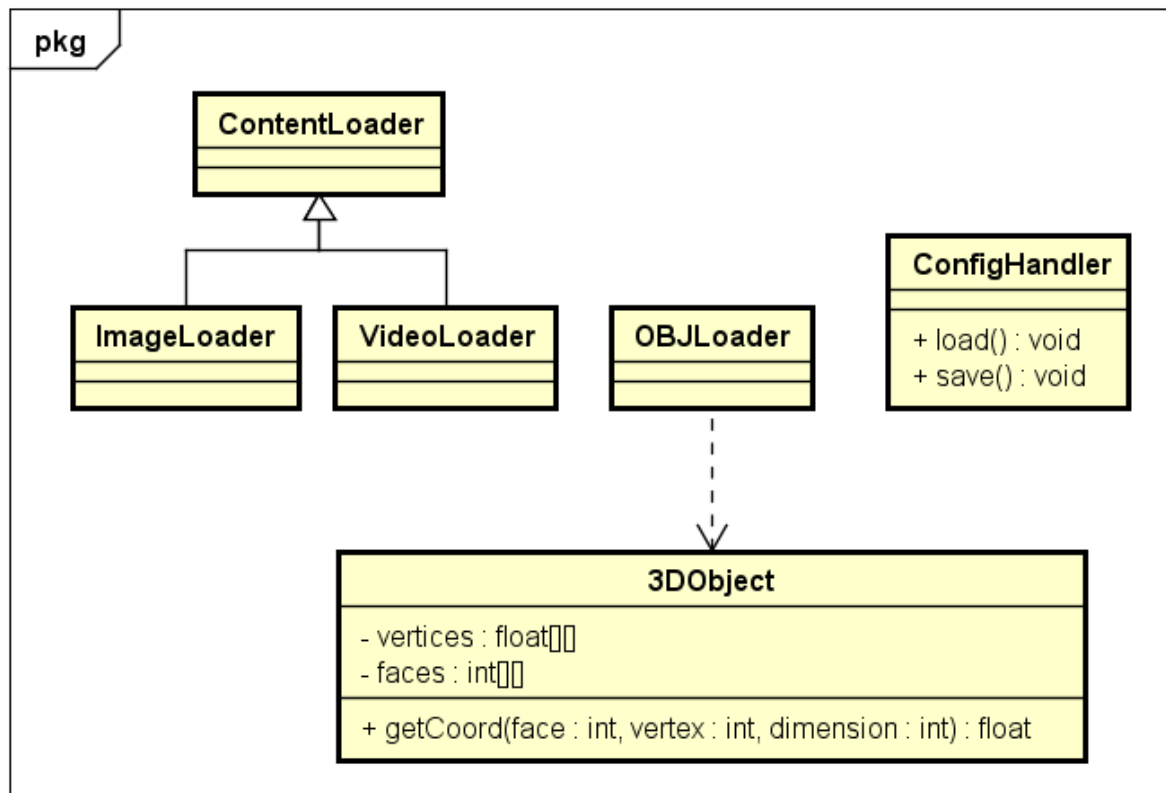 pkg
ContentLoader
ConfigHandler
+ load() : void
+ save() : void
ImageLoader
VideoLoader
OBJLoader
3DObject
- vertices : float[][]
- faces : int[][]
+ getCoord(face : int, vertex : int, dimension : int) : float